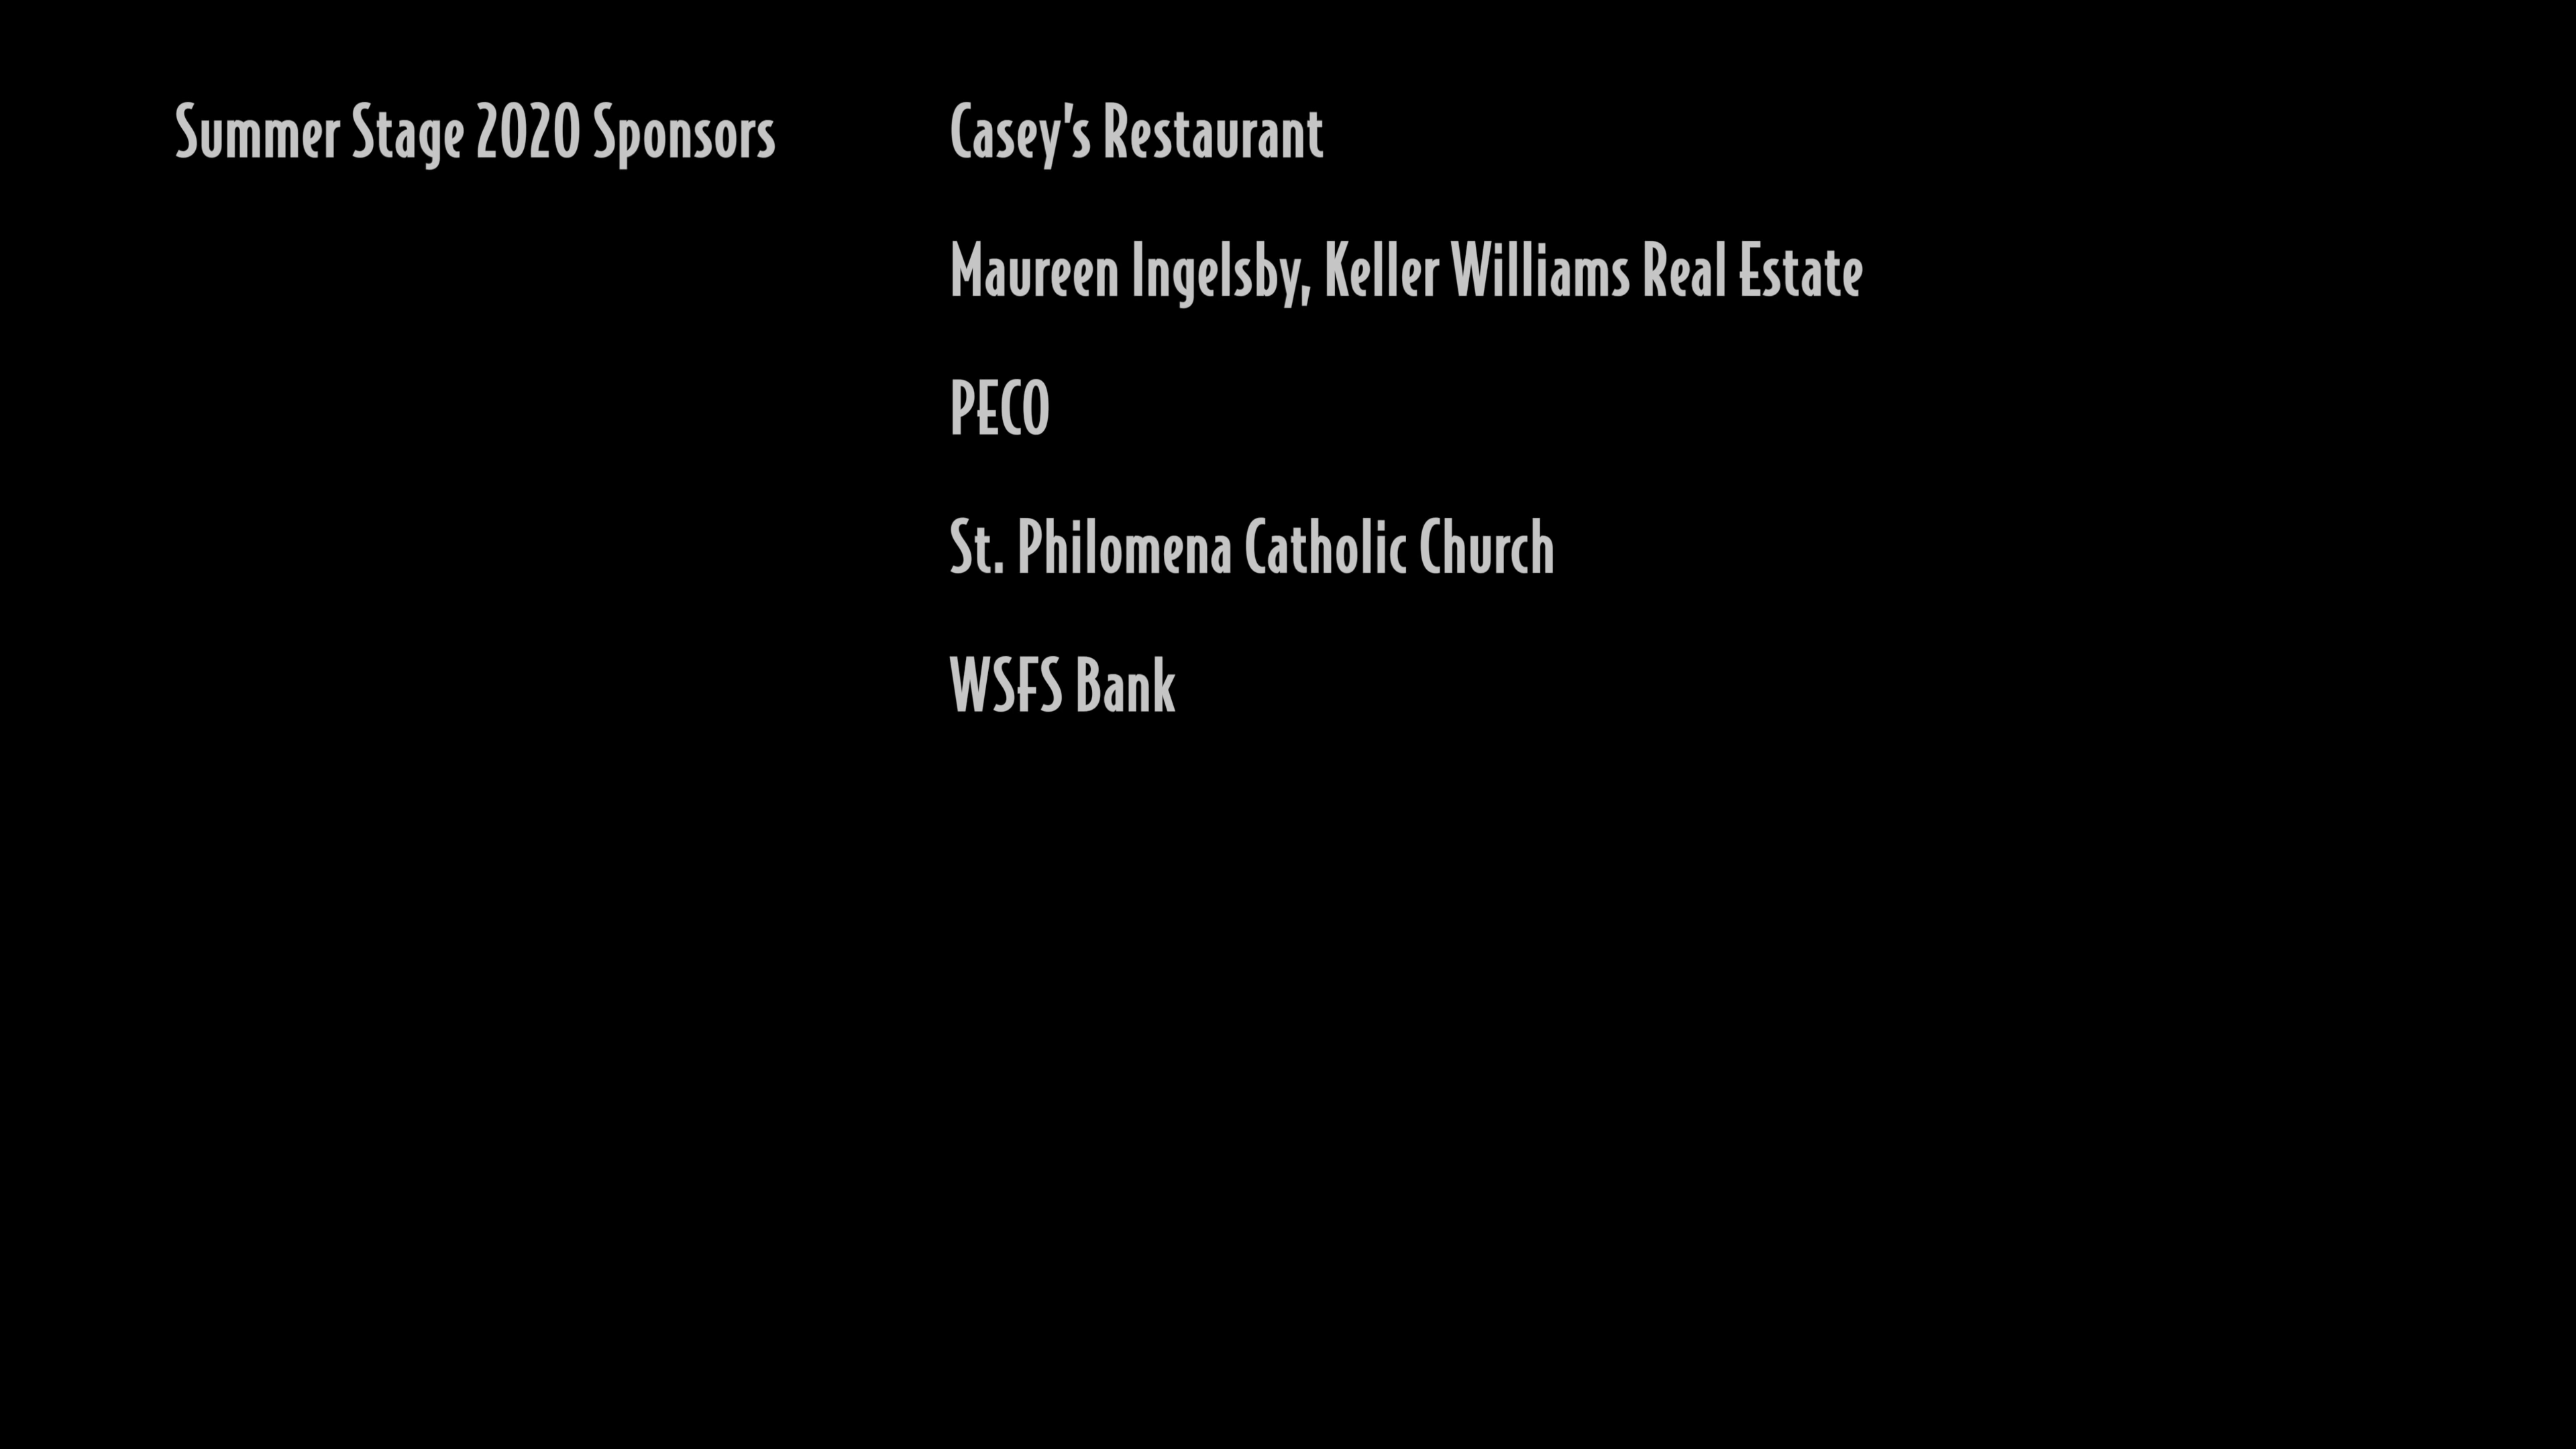 Summer Stage 2020 Sponsors
Casey's Restaurant
Maureen Ingelsby, Keller Williams Real Estate
PECO
St. Philomena Catholic Church
WSFS Bank